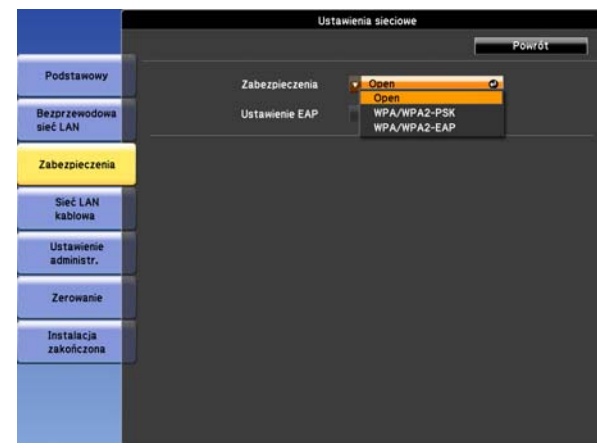 Ustawienia sieciowe
Powrót
Podstawowy
Bezprzewodowa
sieć LAN
Zabezpieczenia
Sieć LAN
kablowa
Ustawienie
administr.
Zerowanie
Instalacja
zakończona
Zabezpieczenia
Open
Open
WPA/WPA2-PSK
WPA/WPA2-EAP
Ustawienie EAP